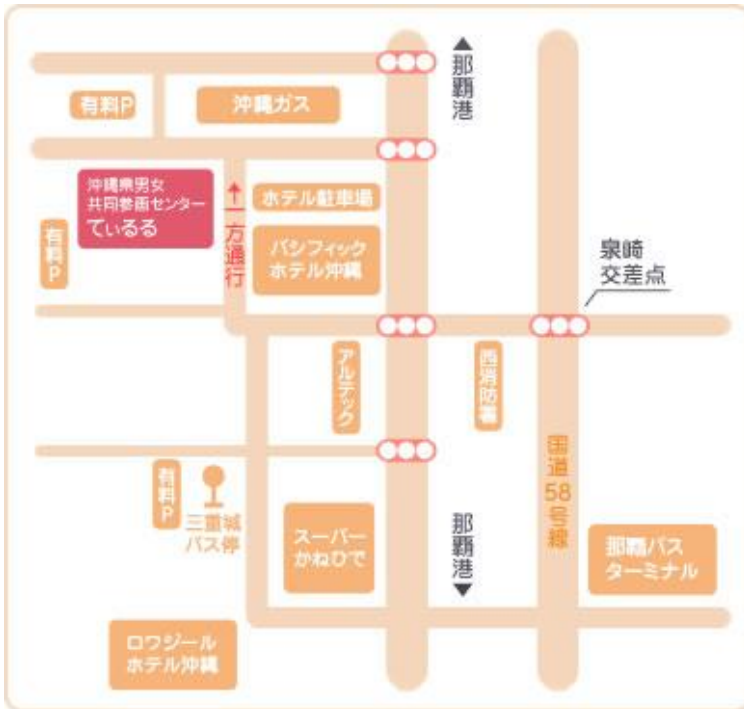 ▲那覇港
有料P
沖縄ガス
沖縄県男女
共同参画センター
ているる
↑一方通行
ホテル駐車場
パシフィック
ホテル沖縄
有料P
泉崎
交差点
アルテック
西消防署
国道58号線
有料P
三重城
バス停
スーパー
かねひで
那覇港▼
那覇バス
ターミナル
ロワジール
ホテル沖縄